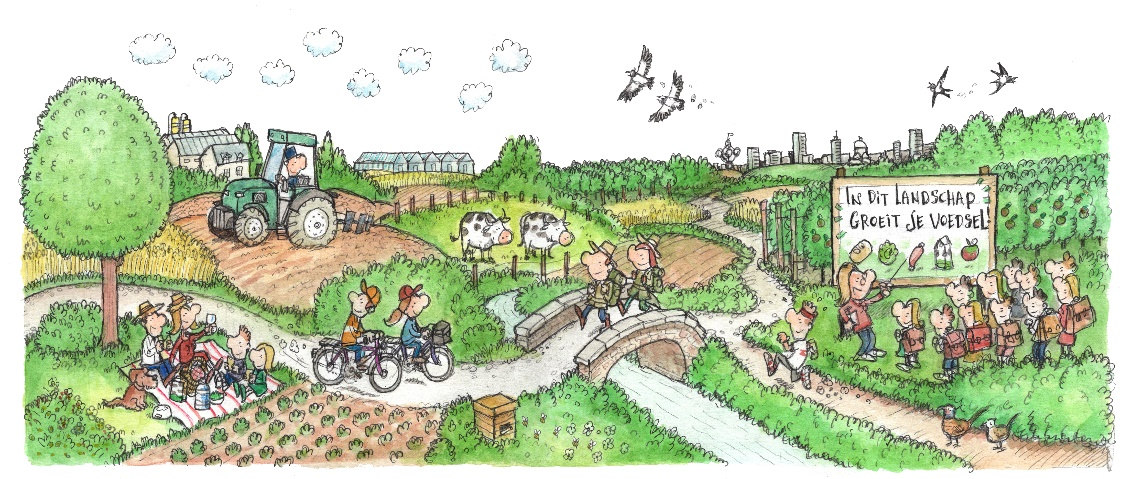 IN DIT LANDSCHAP
GROEIT JE VOEDSEL!